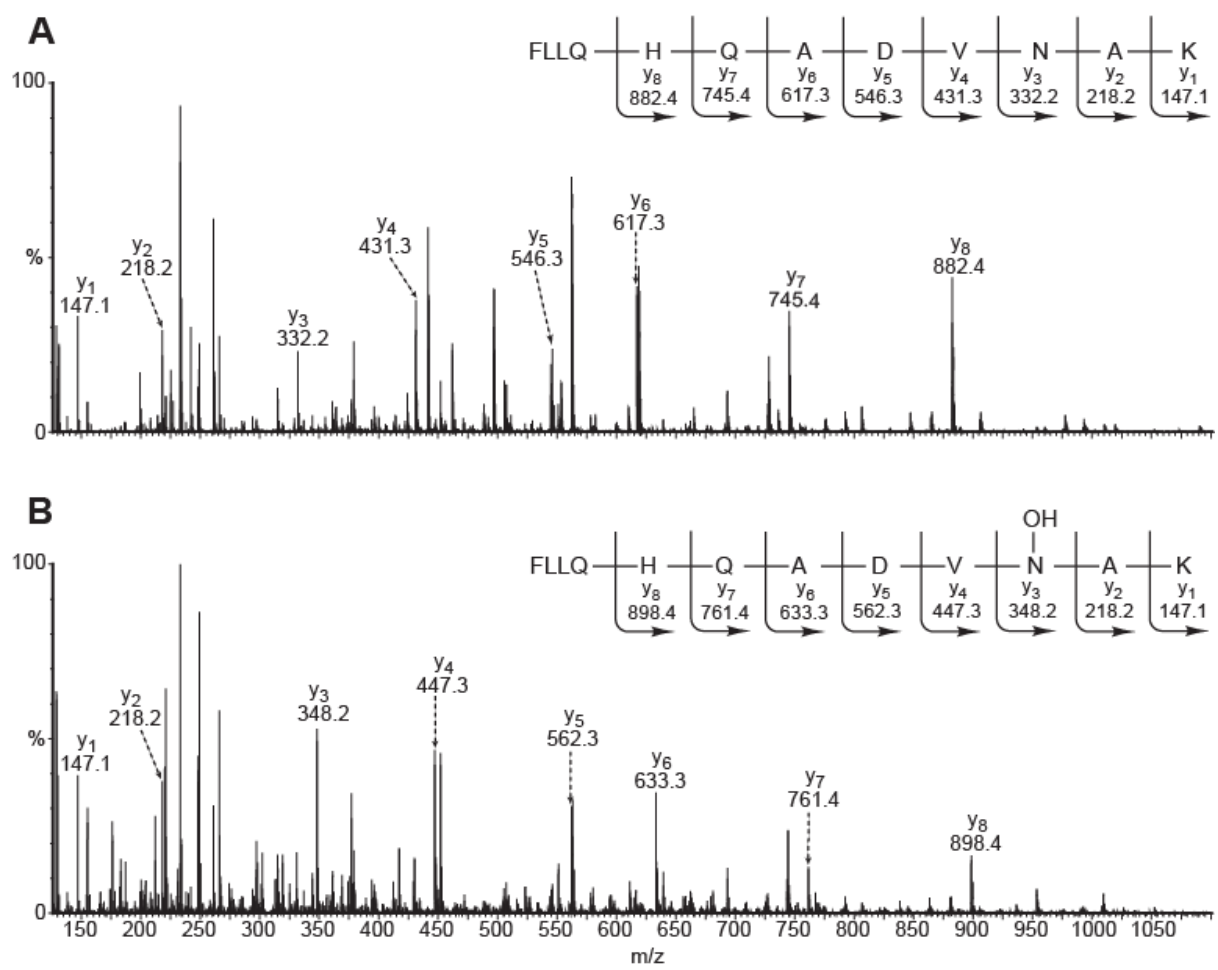 A
FLLQ H Q A D V N A K
y8 y7 y6 y5 y4 y3 y2 y1
882.4 745.4 617.3 546.3 431.3 332.2 218.2 147.1
100
%
0
y1
147.1
y2
218.2
y3
332.2
y4
431.3
y5
546.3
y6
617.3
y7
745.4
y8
882.4
B
OH
FLLQ H Q A D V N A K
y8 y7 y6 y5 y4 y3 y2 y1
898.4 761.4 633.3 562.3 447.3 348.2 218.2 147.1
100
%
0
y1
147.1
y2
218.2
y3
348.2
y4
447.3
y5
562.3
y6
633.3
y7
761.4
y8
898.4
150 200 250 300 350 400 450 500 550 600 650 700 750 800 850 900 950 1000 1050
m/z